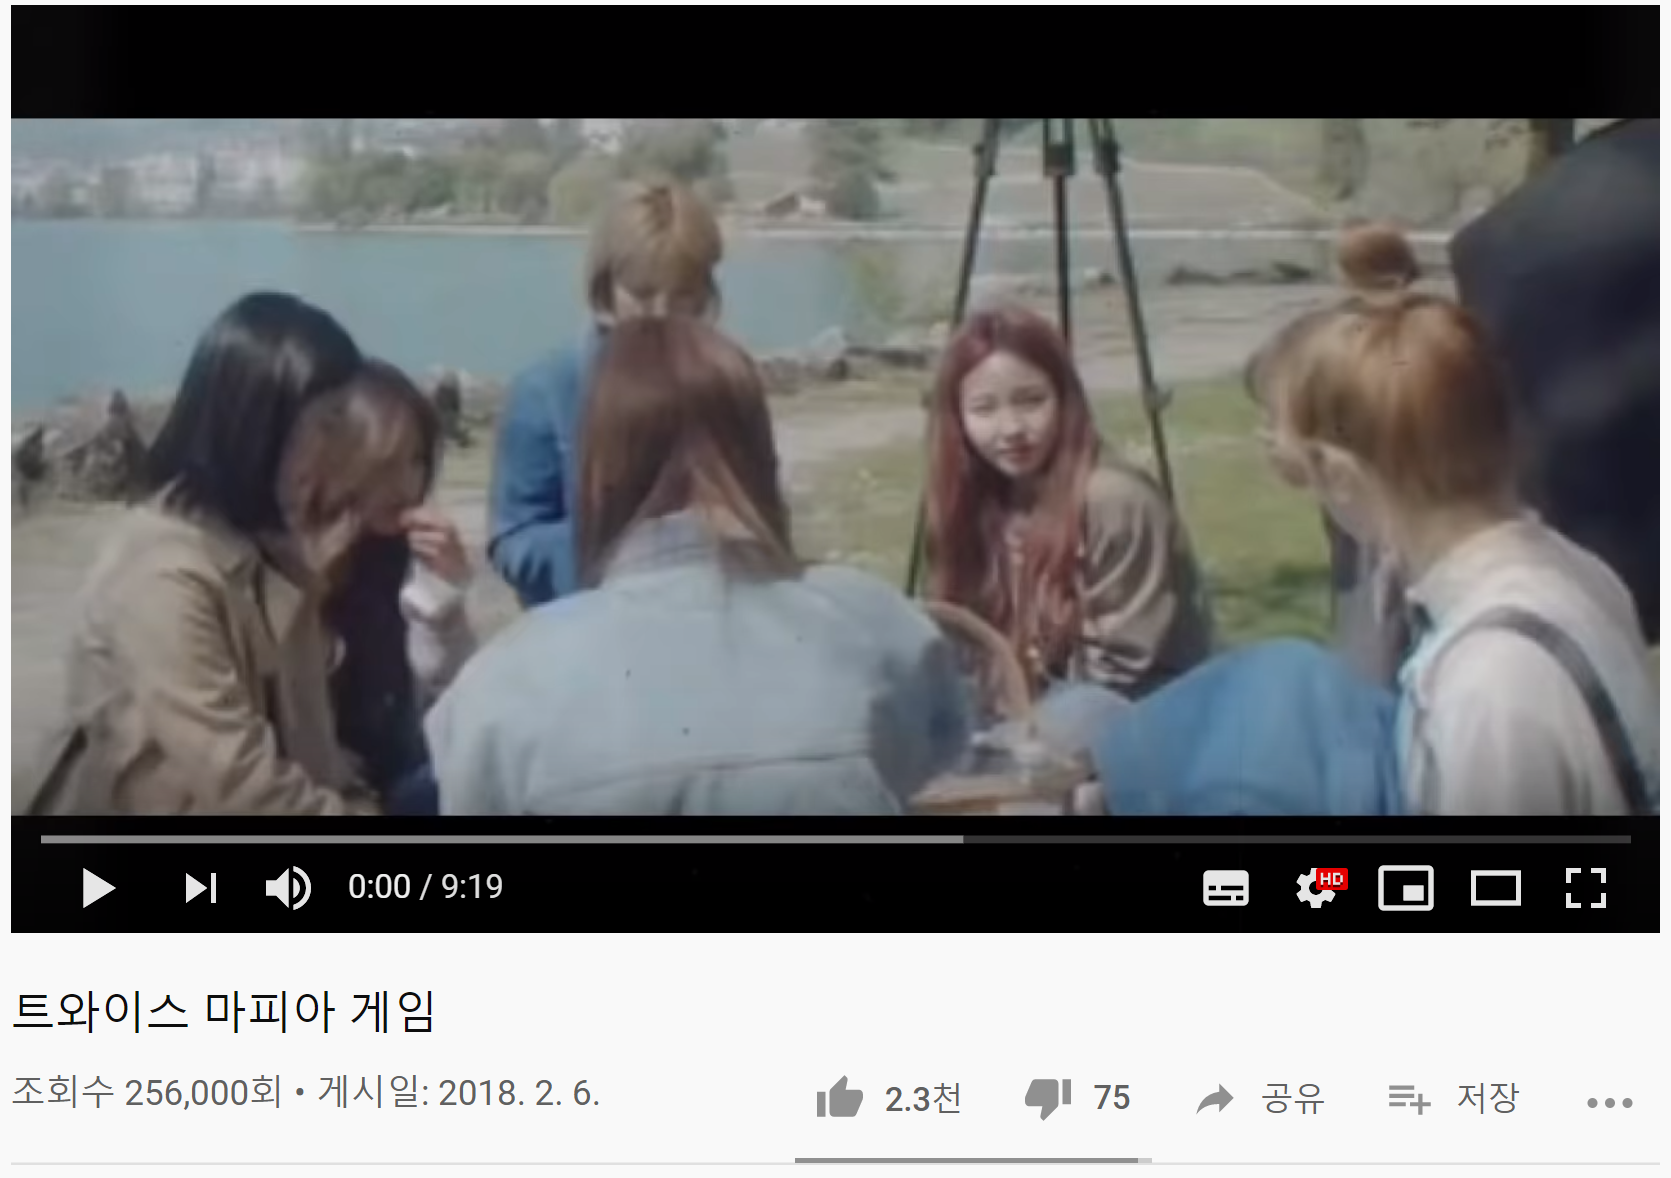 0:00 / 9:19
HD
트와이스 마피아 게임
조회수 256,000회 • 게시일: 2018. 2. 6.
2.3천 75 공유 저장